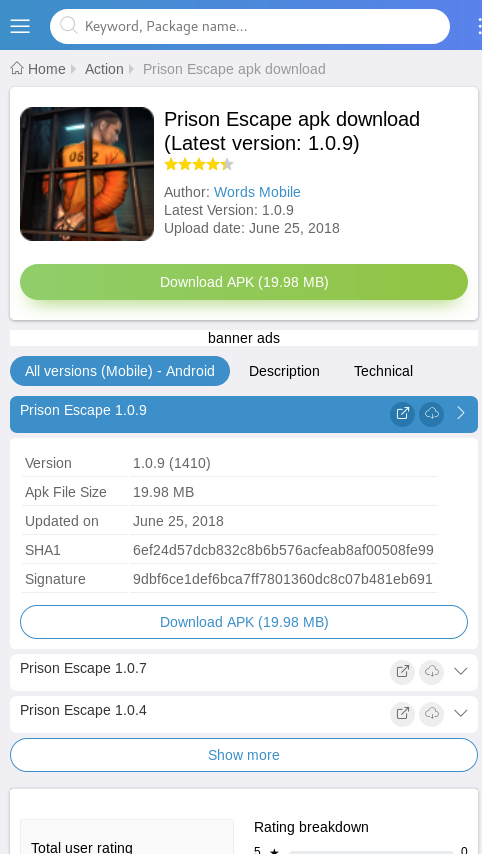 Keyword, Package name...
Home Action Prison Escape apk download
Prison Escape apk download
(Latest version: 1.0.9)
Author: Words Mobile
Latest Version: 1.0.9
Upload date: June 25, 2018
Download APK (19.98 MB)
banner ads
All versions (Mobile) - Android Description Technical
Prison Escape 1.0.9
Version 1.0.9 (1410)
Apk File Size 19.98 MB
Updated on June 25, 2018
SHA1 6ef24d57dcb832c8b6b576acfeab8af00508fe99
Signature 9dbf6ce1def6bca7ff7801360dc8c07b481eb691
Download APK (19.98 MB)
Prison Escape 1.0.7
Prison Escape 1.0.4
Show more
Rating breakdown
Total user rating
5 ★ 0